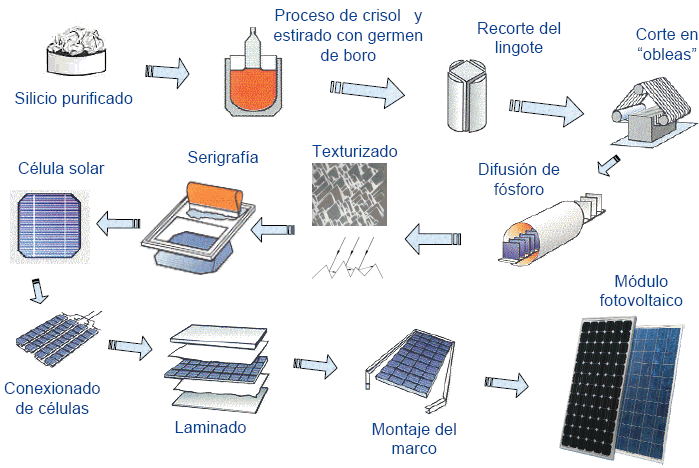 Silicio purificado
Proceso de crisol y
estirado con germen
de boro
Recorte del
lingote
Corte en
“obleas”
Difusión de
fósforo
Texturizado
Serigrafía
Célula solar
Conexionado
de células
Laminado
Montaje del
marco
Módulo
fotovoltaico